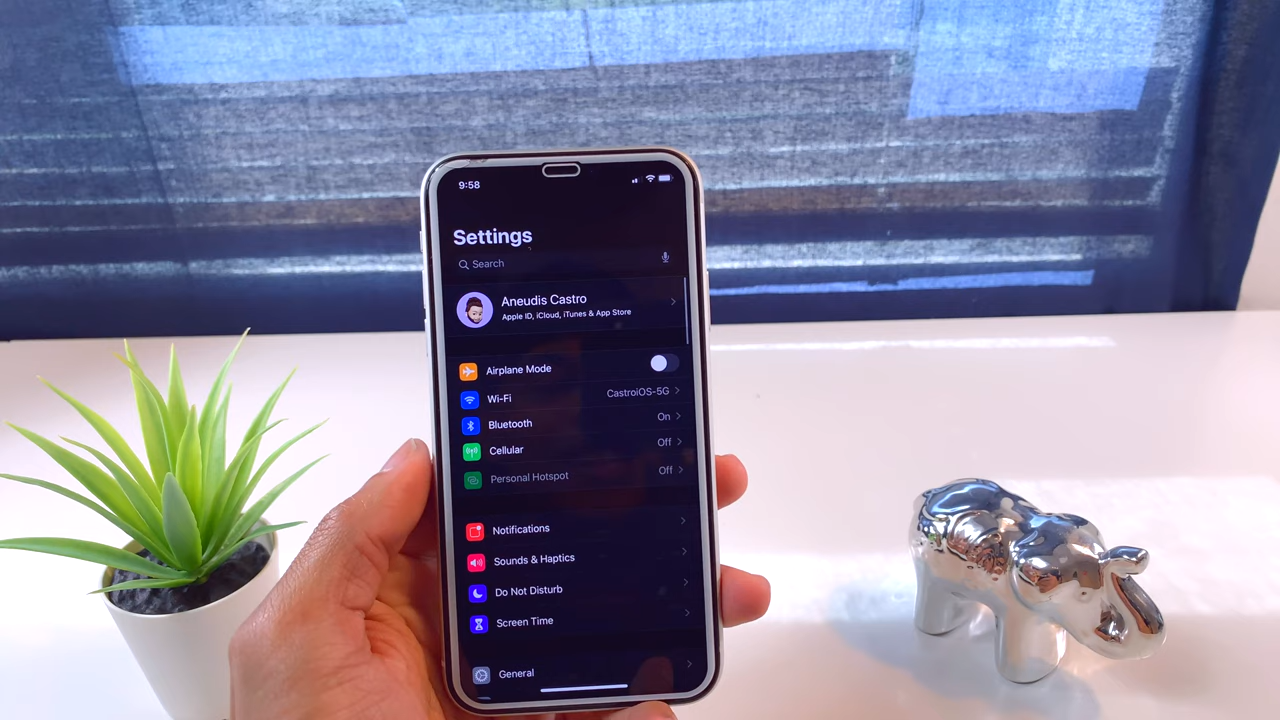 9:58
Settings
Search
Aneudis Castro
Apple ID, iCloud, iTunes & App Store
Airplane Mode
Wi-Fi CastroiOS-5G
Bluetooth On
Cellular Off
Personal Hotspot Off
Notifications
Sounds & Haptics
Do Not Disturb
Screen Time
General